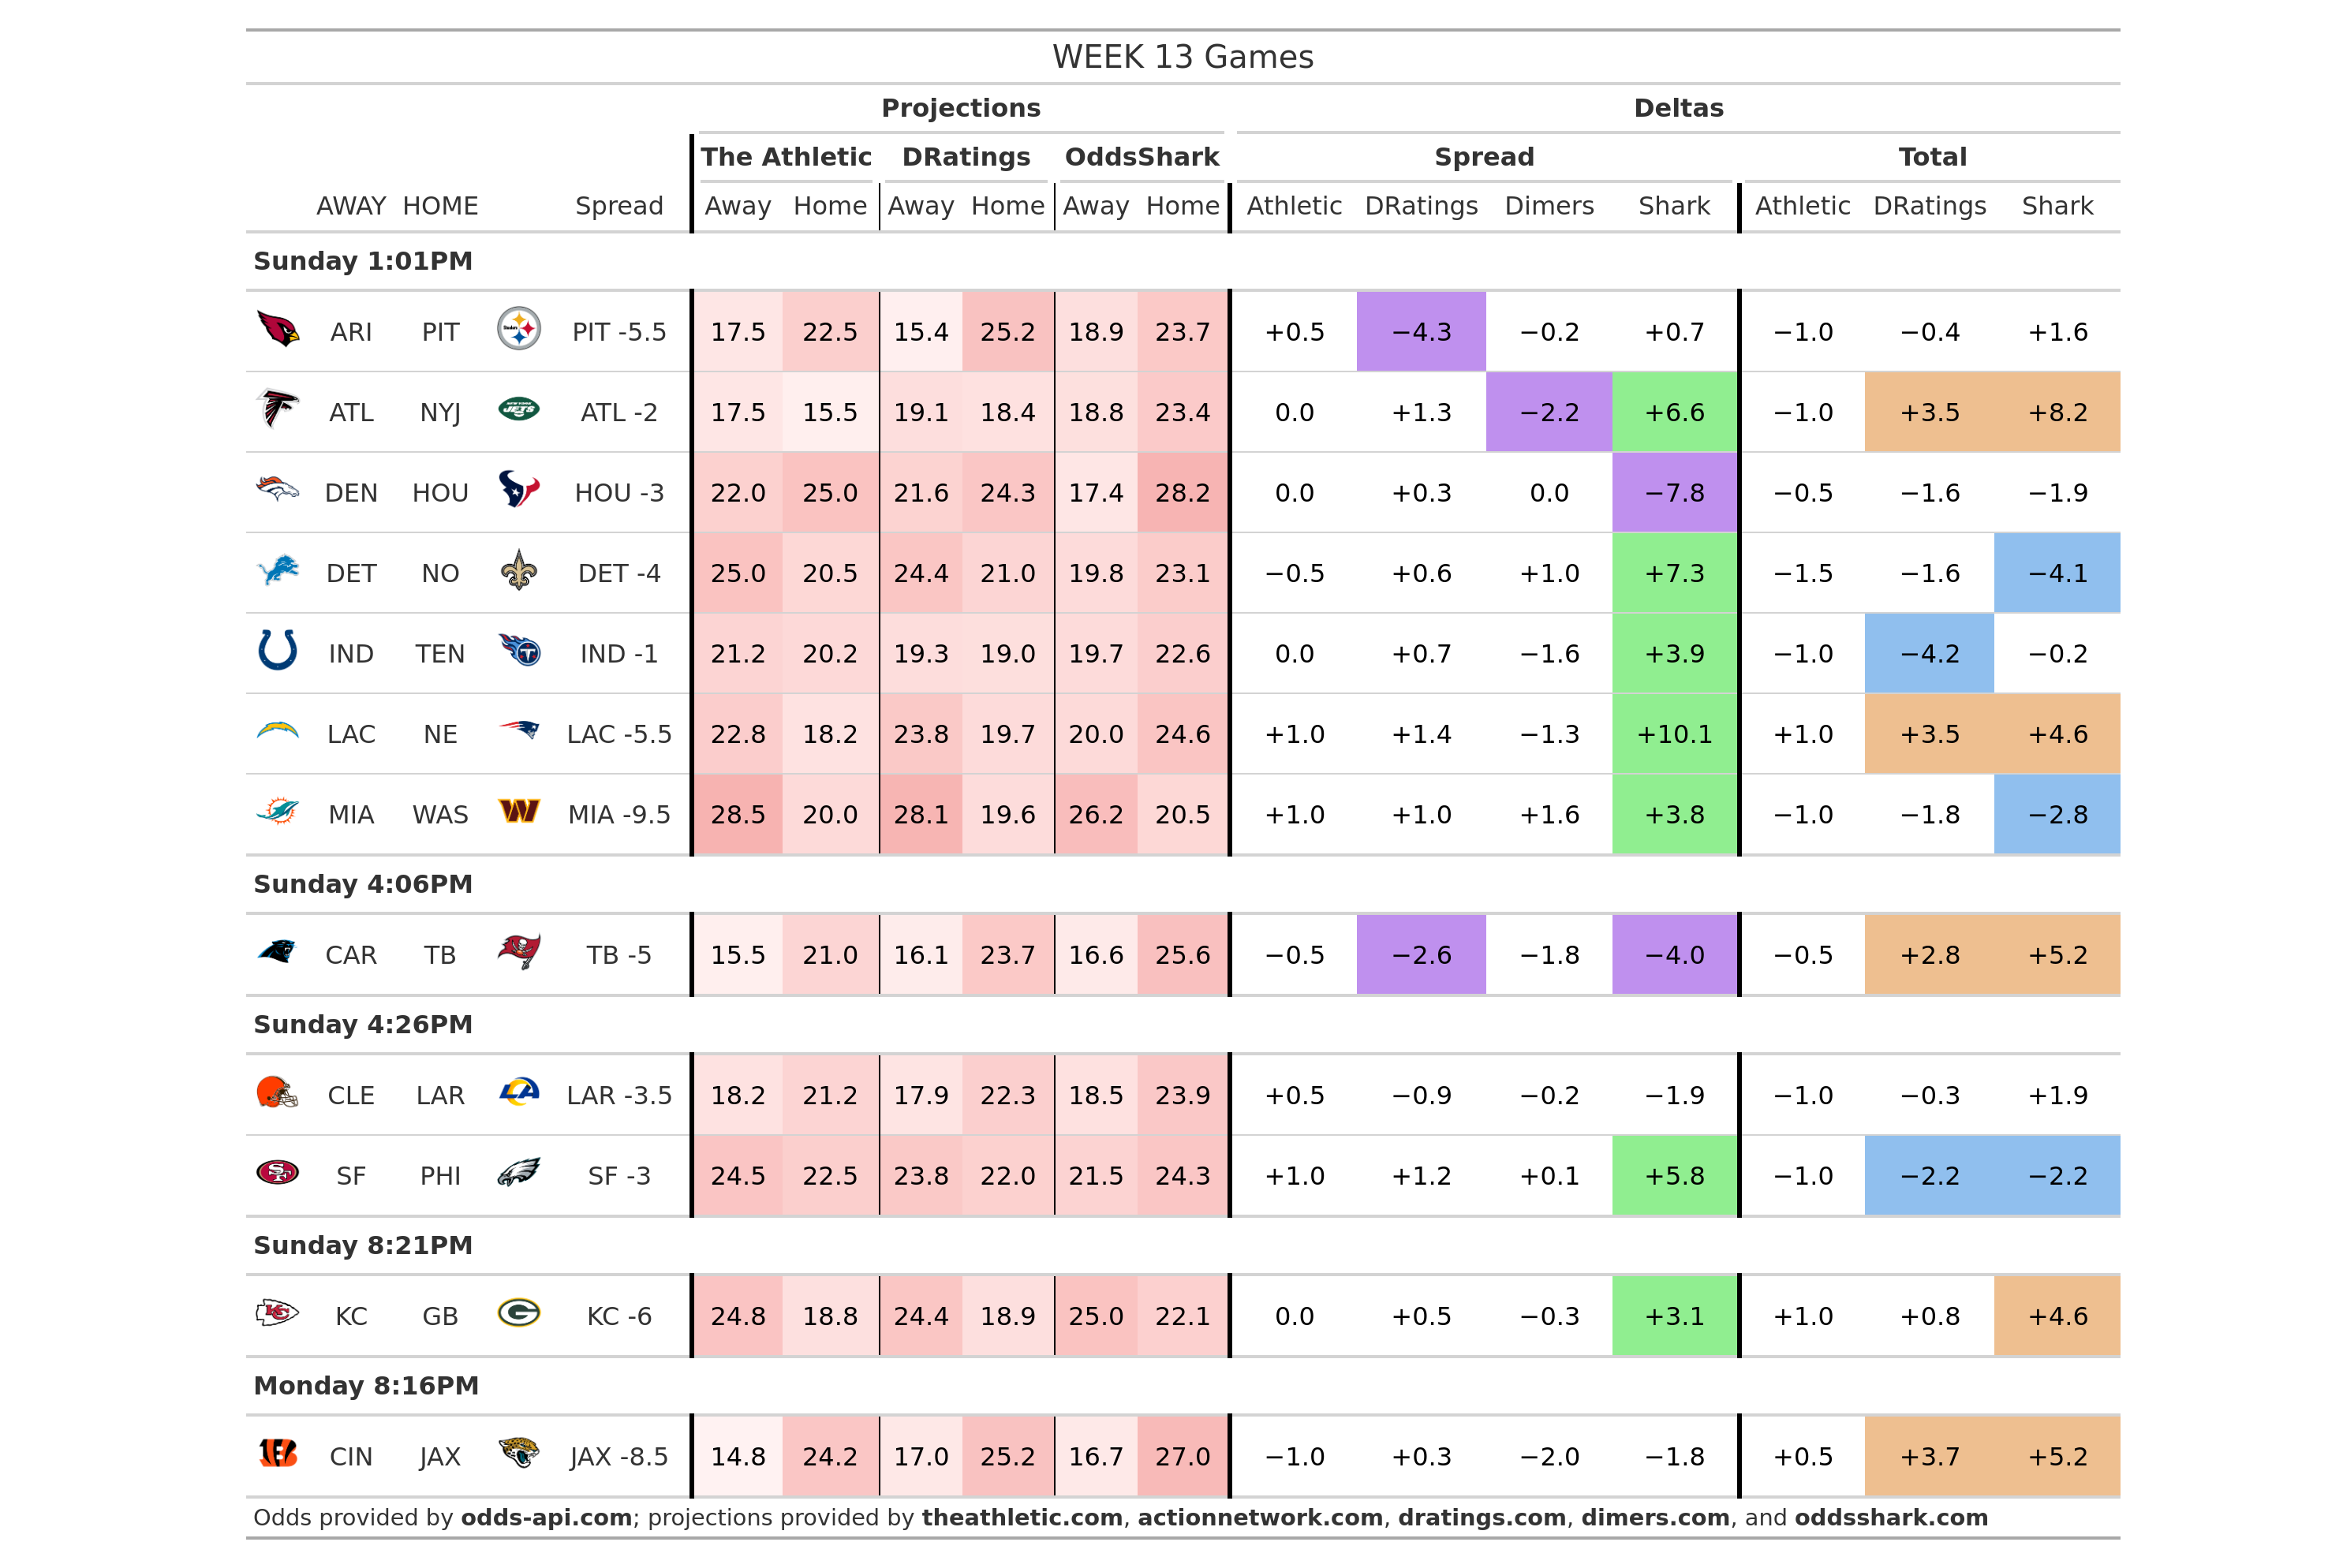 WEEK 13 Games
Projections Deltas
The Athletic DRatings OddsShark Spread Total
AWAY HOME Spread Away Home Away Home Away Home Athletic DRatings Dimers Shark Athletic DRatings Shark
Sunday 1:01PM
ARI PIT PIT -5.5 17.5 22.5 15.4 25.2 18.9 23.7 +0.5 −4.3 −0.2 +0.7 −1.0 −0.4 +1.6
ATL NYJ ATL -2 17.5 15.5 19.1 18.4 18.8 23.4 0.0 +1.3 −2.2 +6.6 −1.0 +3.5 +8.2
DEN HOU HOU -3 22.0 25.0 21.6 24.3 17.4 28.2 0.0 +0.3 0.0 −7.8 −0.5 −1.6 −1.9
DET NO DET -4 25.0 20.5 24.4 21.0 19.8 23.1 −0.5 +0.6 +1.0 +7.3 −1.5 −1.6 −4.1
IND TEN IND -1 21.2 20.2 19.3 19.0 19.7 22.6 0.0 +0.7 −1.6 +3.9 −1.0 −4.2 −0.2
LAC NE LAC -5.5 22.8 18.2 23.8 19.7 20.0 24.6 +1.0 +1.4 −1.3 +10.1 +1.0 +3.5 +4.6
MIA WAS MIA -9.5 28.5 20.0 28.1 19.6 26.2 20.5 +1.0 +1.0 +1.6 +3.8 −1.0 −1.8 −2.8
Sunday 4:06PM
CAR TB TB -5 15.5 21.0 16.1 23.7 16.6 25.6 −0.5 −2.6 −1.8 −4.0 −0.5 +2.8 +5.2
Sunday 4:26PM
CLE LAR LAR -3.5 18.2 21.2 17.9 22.3 18.5 23.9 +0.5 −0.9 −0.2 −1.9 −1.0 −0.3 +1.9
SF PHI SF -3 24.5 22.5 23.8 22.0 21.5 24.3 +1.0 +1.2 +0.1 +5.8 −1.0 −2.2 −2.2
Sunday 8:21PM
KC GB KC -6 24.8 18.8 24.4 18.9 25.0 22.1 0.0 +0.5 −0.3 +3.1 +1.0 +0.8 +4.6
Monday 8:16PM
CIN JAX JAX -8.5 14.8 24.2 17.0 25.2 16.7 27.0 −1.0 +0.3 −2.0 −1.8 +0.5 +3.7 +5.2
Odds provided by odds-api.com; projections provided by theathletic.com, actionnetwork.com, dratings.com, dimers.com, and oddsshark.com